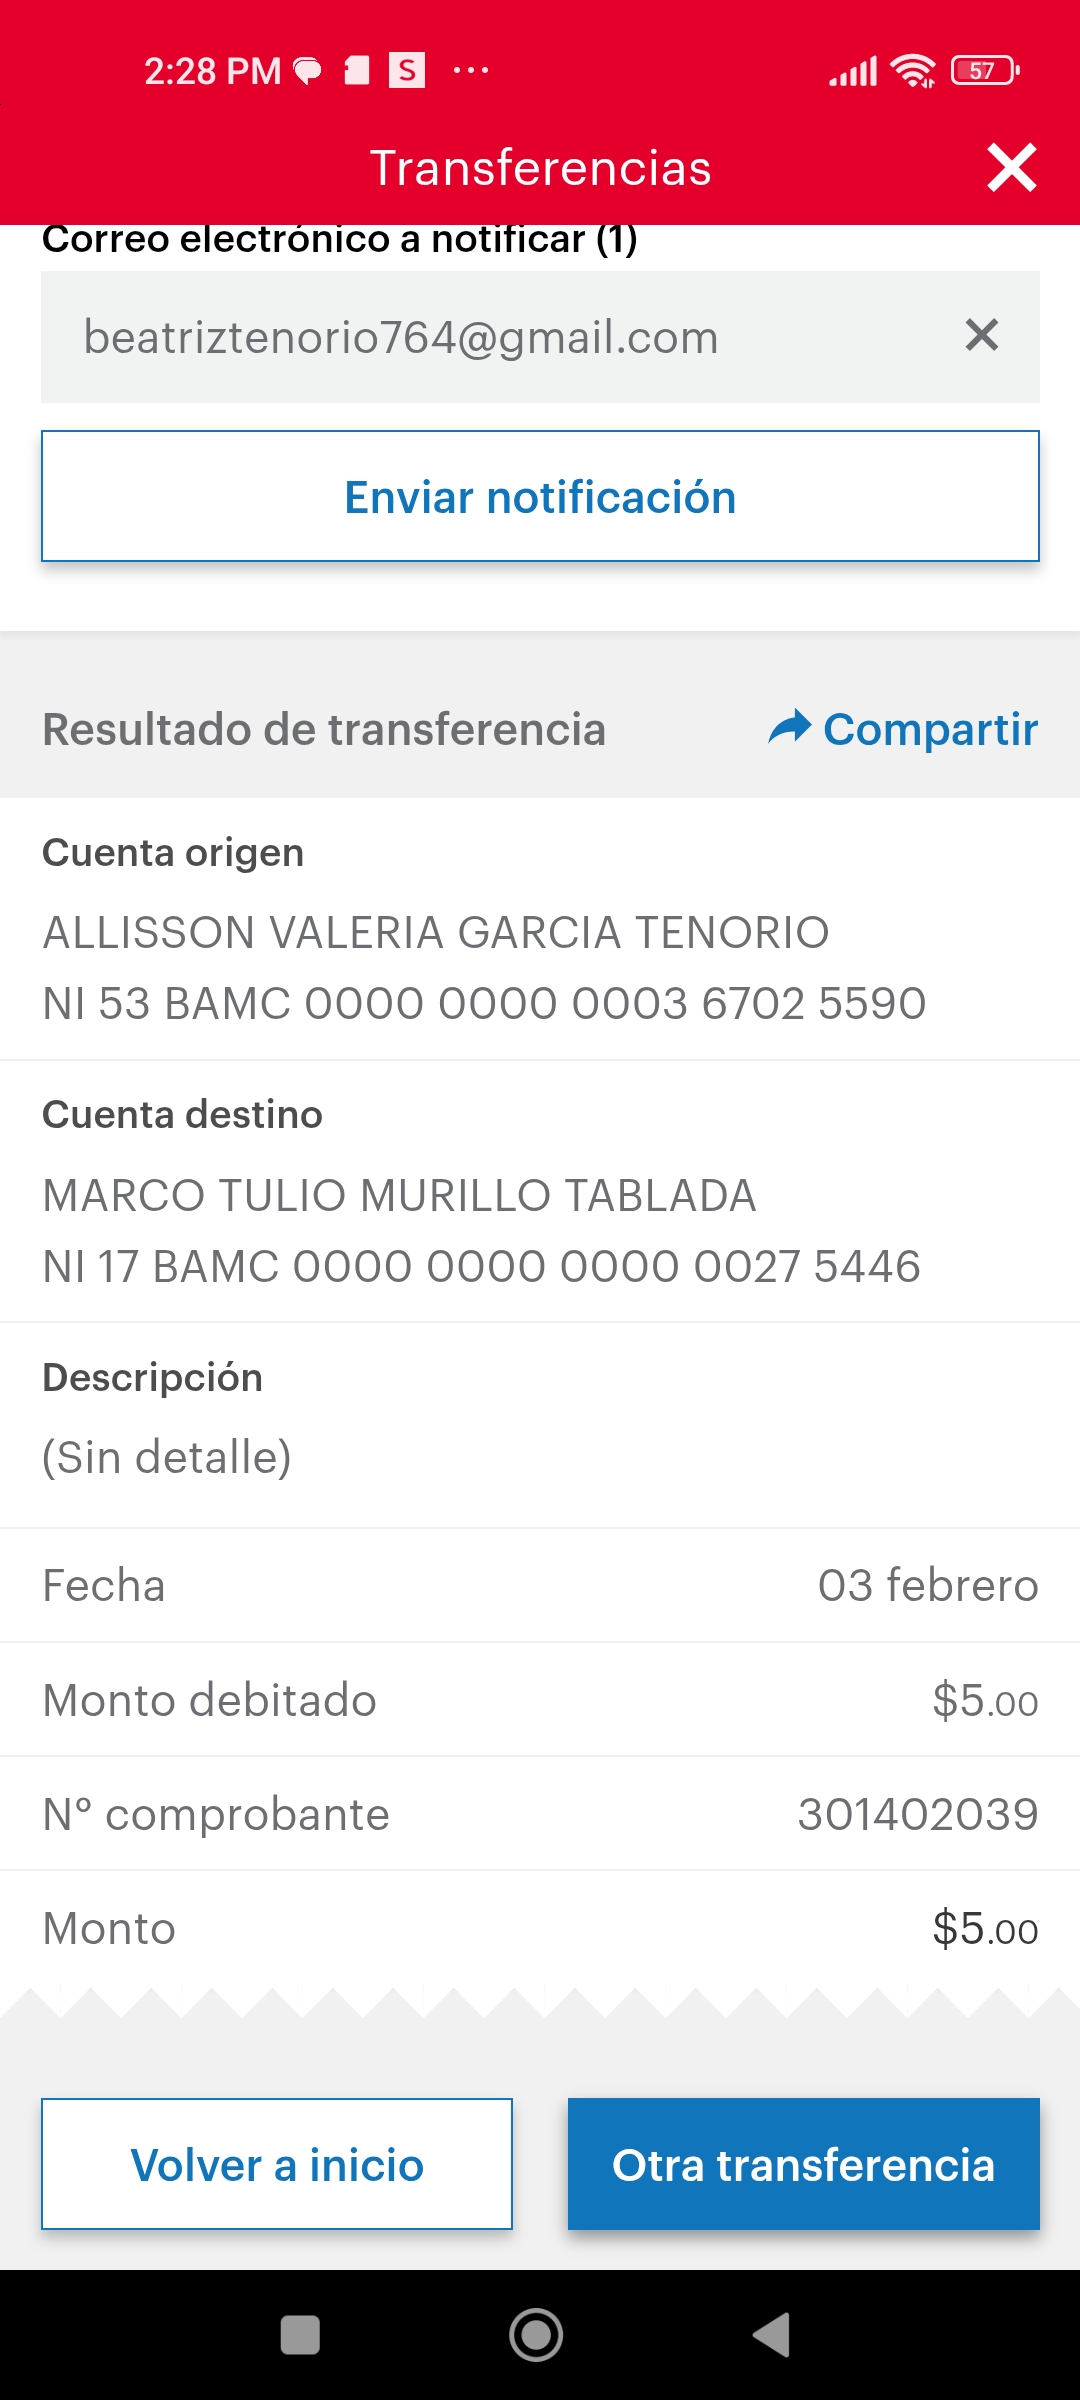 2:28 PM S ...
57
Transferencias
Correo electrónico a notificar (1)
beatriztenorio764@gmail.com
Enviar notificación
Resultado de transferencia
Compartir
Cuenta origen
ALLISSON VALERIA GARCIA TENORIO
NI 53 BAMC 0000 0000 0003 6702 5590
Cuenta destino
MARCO TULIO MURILLO TABLADA
NI 17 BAMC 0000 0000 0000 0027 5446
Descripción
(Sin detalle)
Fecha 03 febrero
Monto debitado $5.00
N° comprobante 301402039
Monto $5.00
Volver a inicio
Otra transferencia